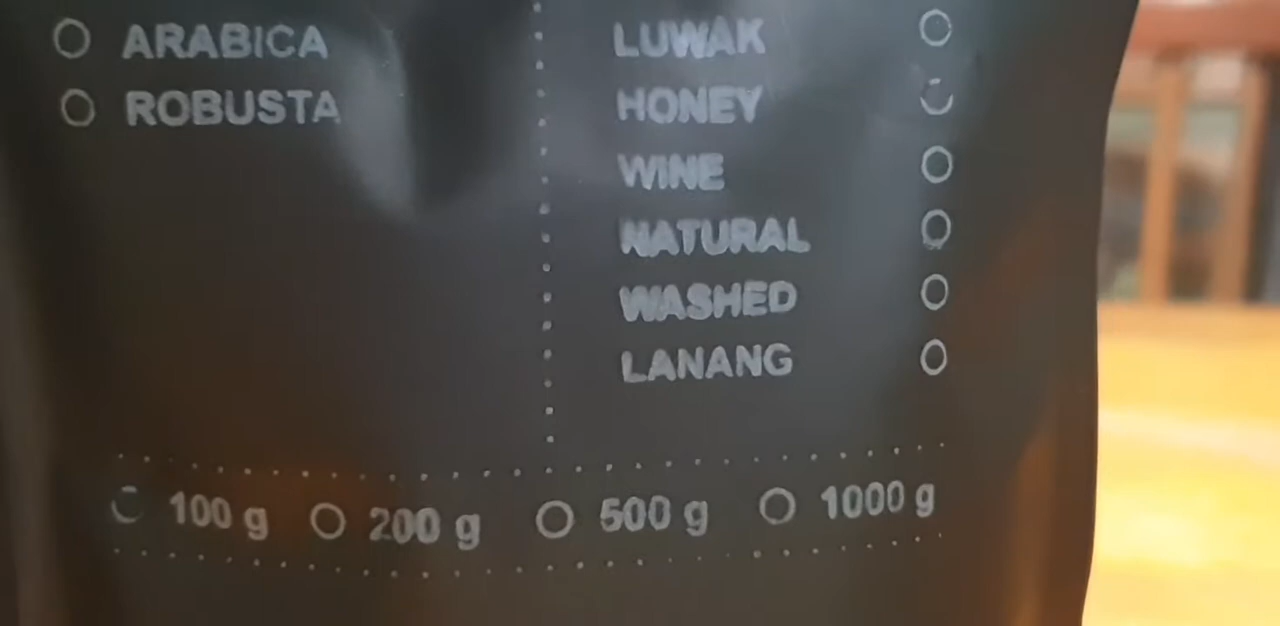 ARABICA
ROBUSTA
LUWAK
HONEY
WINE
NATURAL
WASHED
LANANG
100 g 200 g 500 g 1000 g